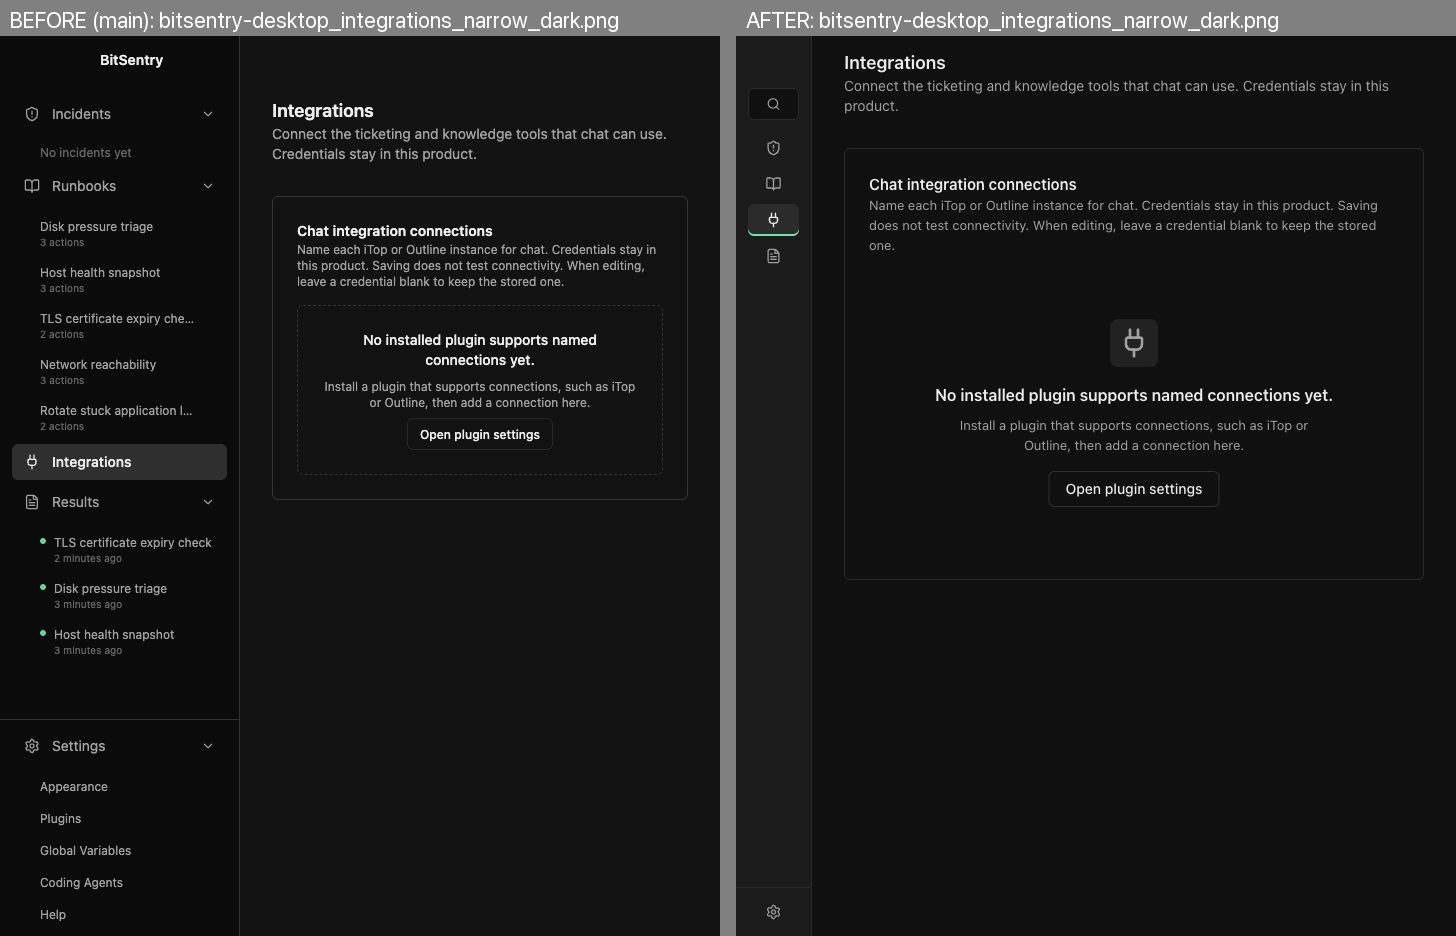 BEFORE (main): bitsentry-desktop_integrations_narrow_dark.png
BitSentry
Incidents
No incidents yet
Runbooks
Disk pressure triage
3 actions
Host health snapshot
3 actions
TLS certificate expiry che...
2 actions
Network reachability
3 actions
Rotate stuck application l...
2 actions
Integrations
Results
TLS certificate expiry check
2 minutes ago
Disk pressure triage
3 minutes ago
Host health snapshot
3 minutes ago
Settings
Appearance
Plugins
Global Variables
Coding Agents
Help
Integrations
Connect the ticketing and knowledge tools that chat can use.
Credentials stay in this product.
Chat integration connections
Name each iTop or Outline instance for chat. Credentials stay in
this product. Saving does not test connectivity. When editing,
leave a credential blank to keep the stored one.
No installed plugin supports named
connections yet.
Install a plugin that supports connections, such as iTop
or Outline, then add a connection here.
Open plugin settings
AFTER: bitsentry-desktop_integrations_narrow_dark.png
Integrations
Connect the ticketing and knowledge tools that chat can use. Credentials stay in this
product.
Chat integration connections
Name each iTop or Outline instance for chat. Credentials stay in this product. Saving
does not test connectivity. When editing, leave a credential blank to keep the stored
one.
No installed plugin supports named connections yet.
Install a plugin that supports connections, such as iTop or
Outline, then add a connection here.
Open plugin settings